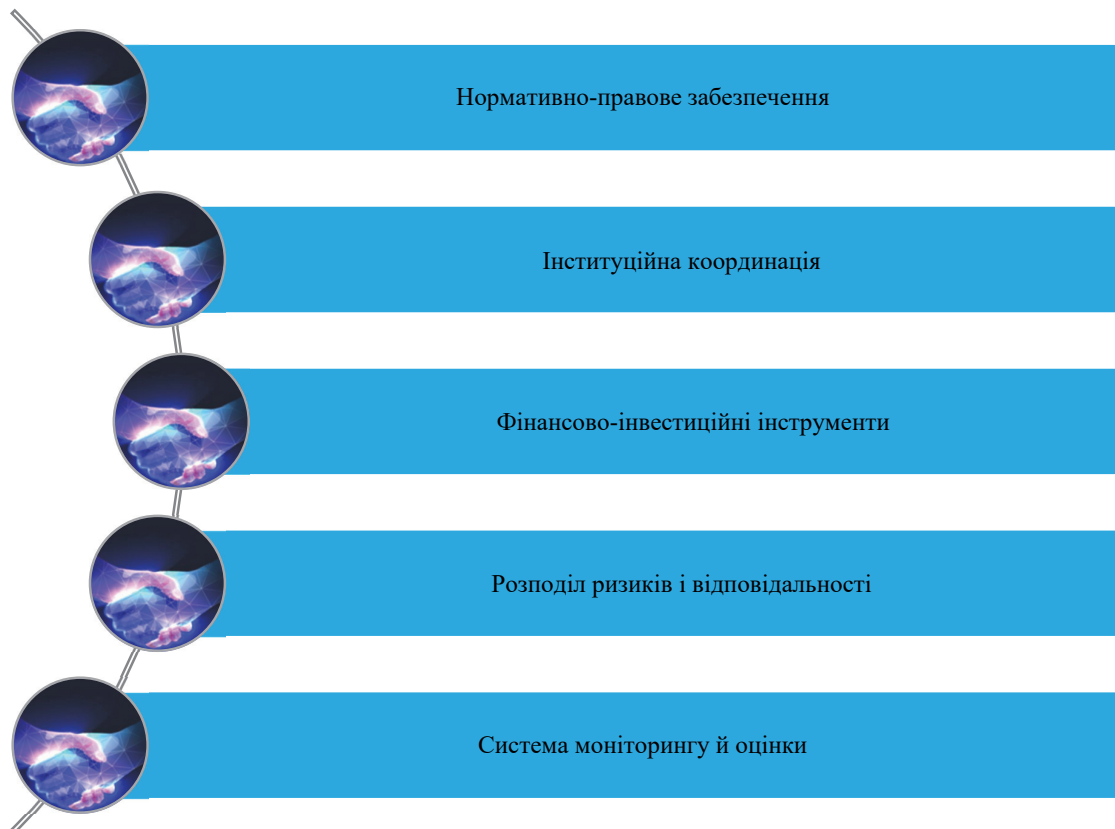 Нормативно-правове забезпечення
Інституційна координація
Фінансово-інвестиційні інструменти
Розподіл ризиків і відповідальності
Система моніторингу й оцінки